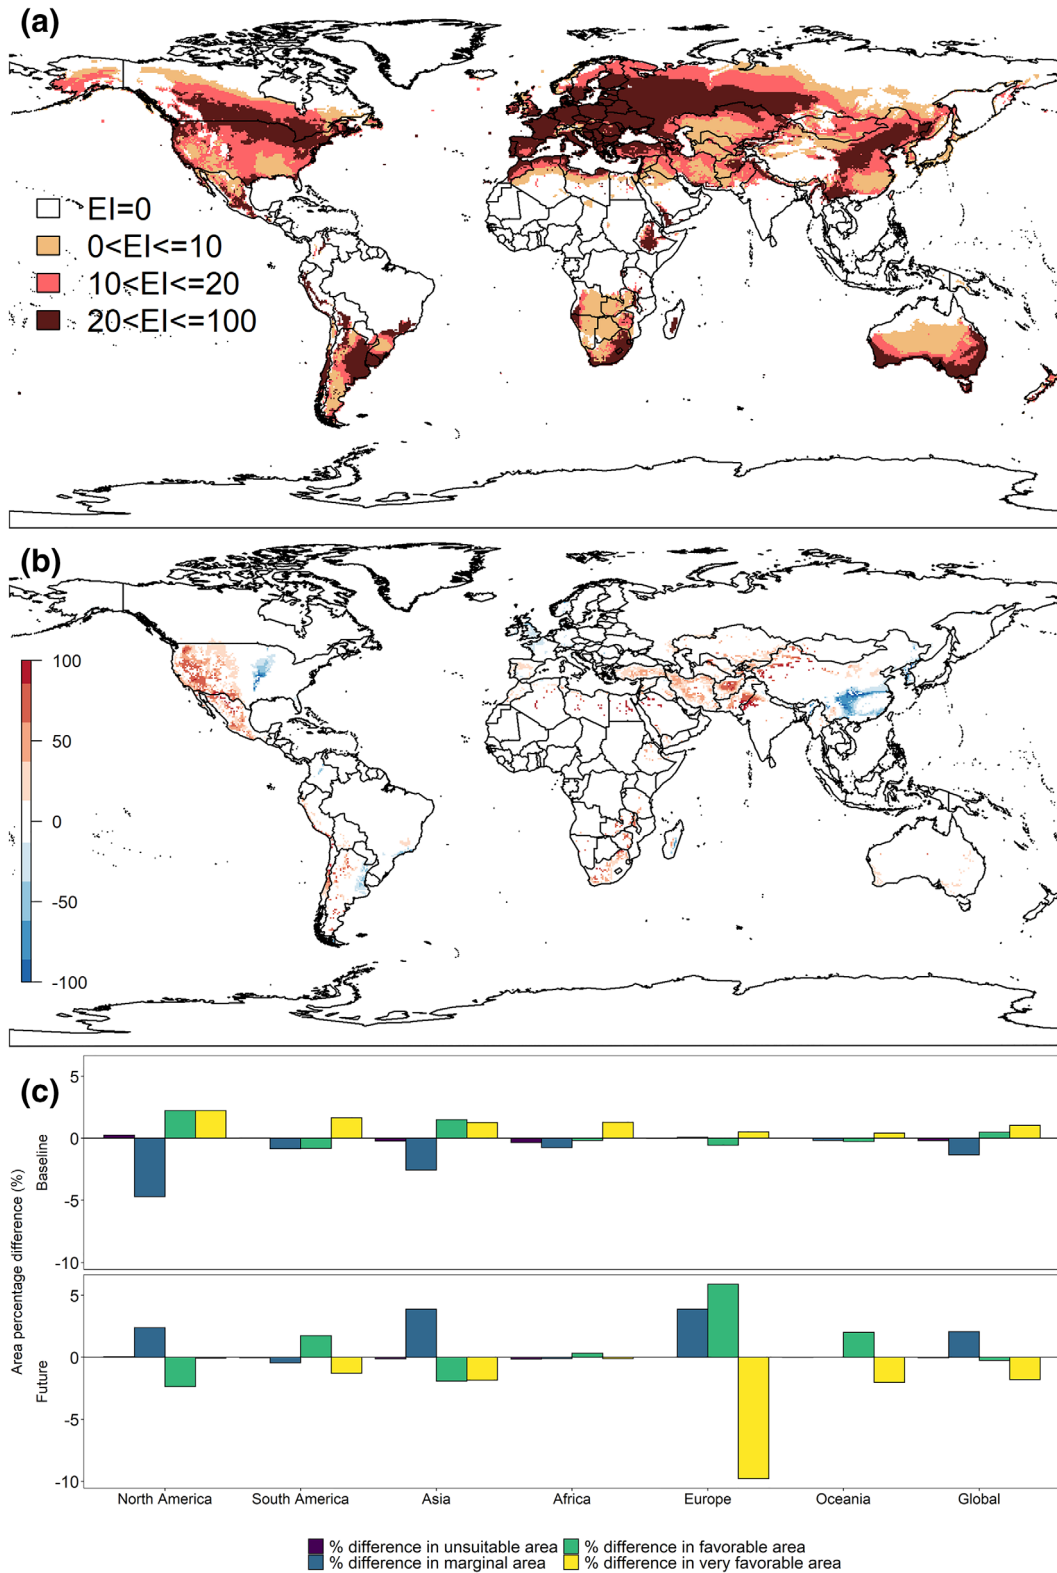 (a)
EI=0
0<EI<=10
10<EI<=20
20<EI<=100
(b)
100
50
0
-50
-100
(c)
Area percentage difference (%)
Baseline
5
0
-5
-10
Future
5
0
-5
-10
North America South America Asia Africa Europe Oceania Global
% difference in unsuitable area % difference in favorable area
% difference in marginal area % difference in very favorable area